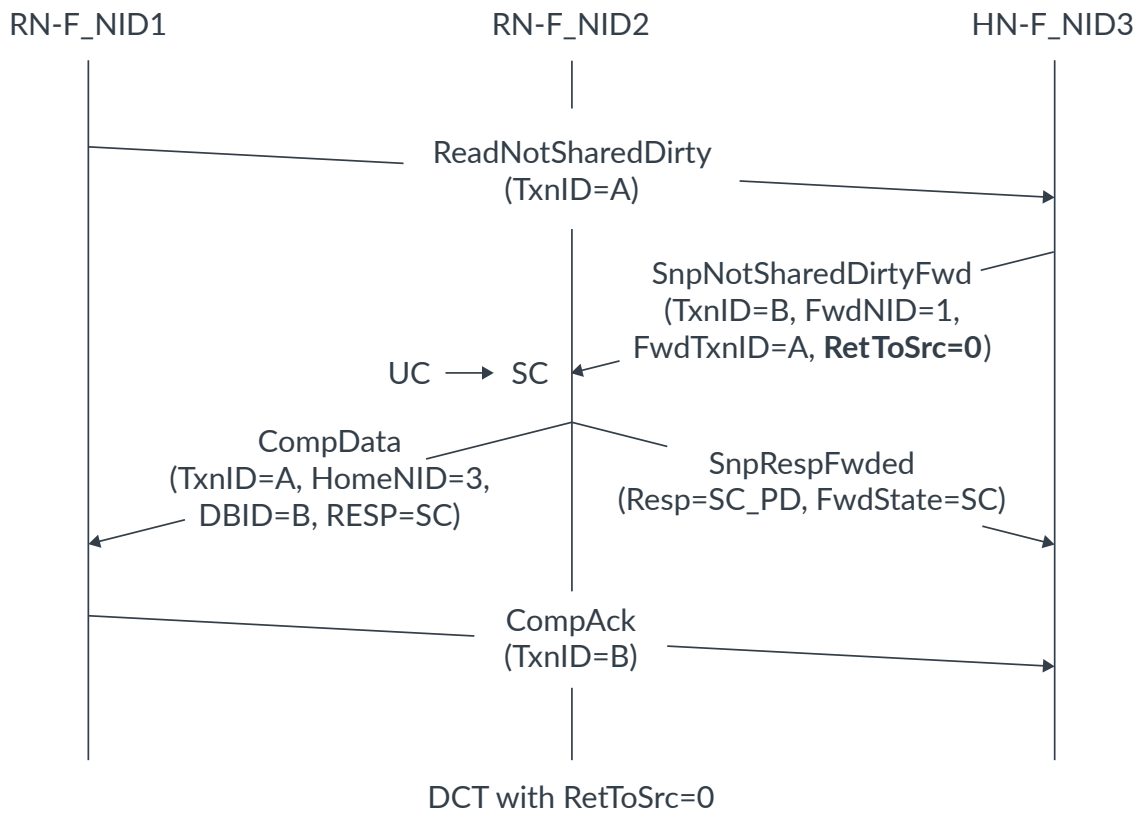 RN-F_NID1
RN-F_NID2
HN-F_NID3
ReadNotSharedDirty
(TxnID=A)
SnpNotSharedDirtyFwd
(TxnID=B, FwdNID=1,
FwdTxnID=A, RetToSrc=0)
UC
SC
CompData
(TxnID=A, HomeNID=3,
DBID=B, RESP=SC)
SnpRespFwded
(Resp=SC_PD, FwdState=SC)
CompAck
(TxnID=B)
DCT with RetToSrc=0